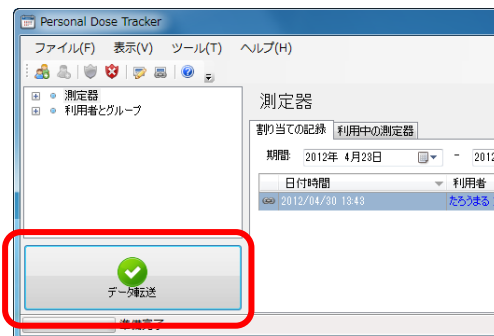 Personal Dose Tracker
ファイル(F) 表示(V) ツール(T) ヘルプ(H)
測定器
利用者とグループ
測定器
割り当ての記録 利用中の測定器
期間: 2012年 4月23日 - 2012
日付時間 利用者
2012/04/30 13:43 たろうまる
データ転送
準備完了